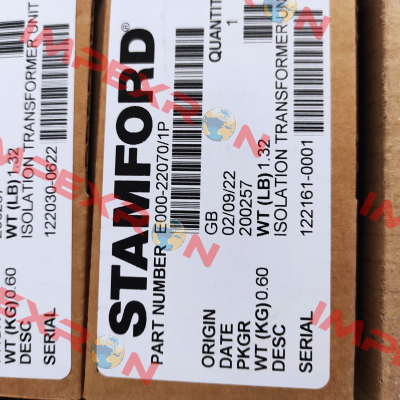 STAMFORD
PART NUMBER E000-22070/1P
QUANTIT
1
ORIGIN GB
DATE 02/09/22
PKGR 200257
WT (KG) 0.60 WT (LB) 1.32
DESC ISOLATION TRANSFORMER UNIT
SERIAL 122161-0001
WT (KG) 0.60 WT (LB) 1.32
DESC ISOLATION TRANSFORMER UNIT
SERIAL 122030-0622
IMPEXRON